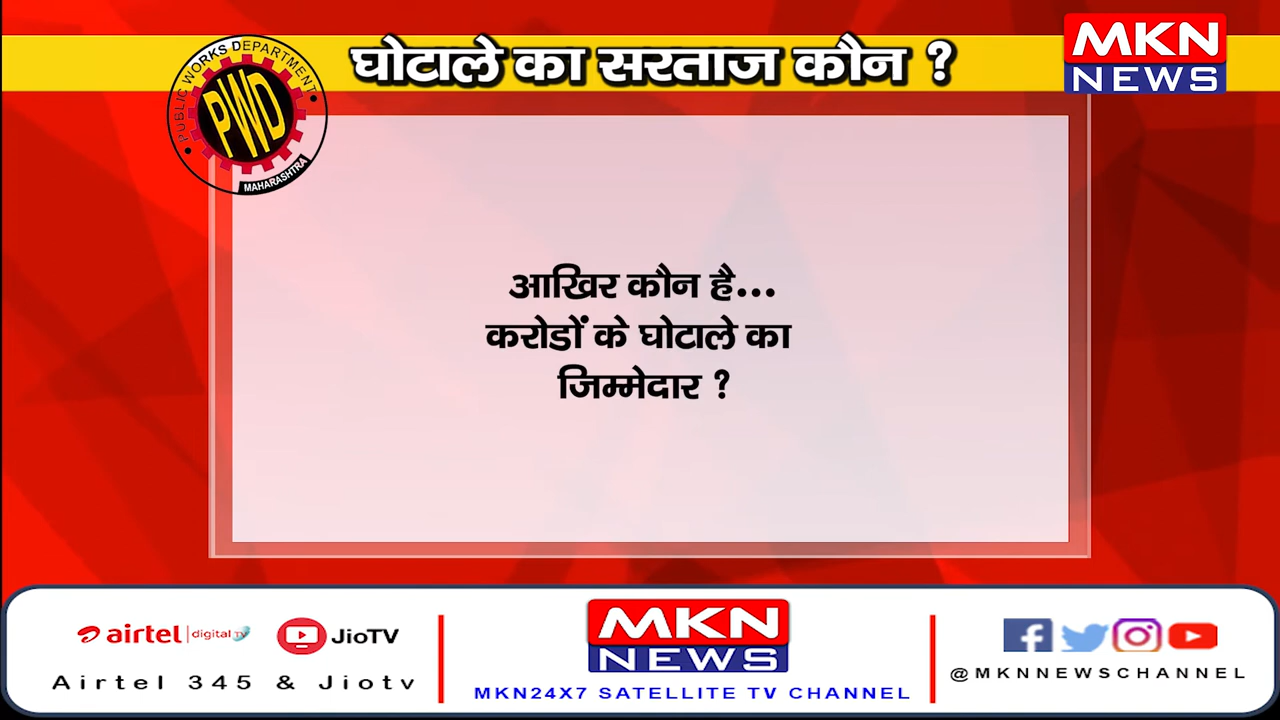 घोटाले का सरताज कौन ?
MKN
NEWS
PUBLIC WORKS DEPARTMENT
PWD
MAHARASHTRA
आखिर कौन है...
करोडों के घोटाले का
जिम्मेदार ?
airtel digital TV
JioTV
Airtel 345 & Jiotv
MKN
NEWS
MKN24X7 SATELLITE TV CHANNEL
@MKNNEWSCHANNEL